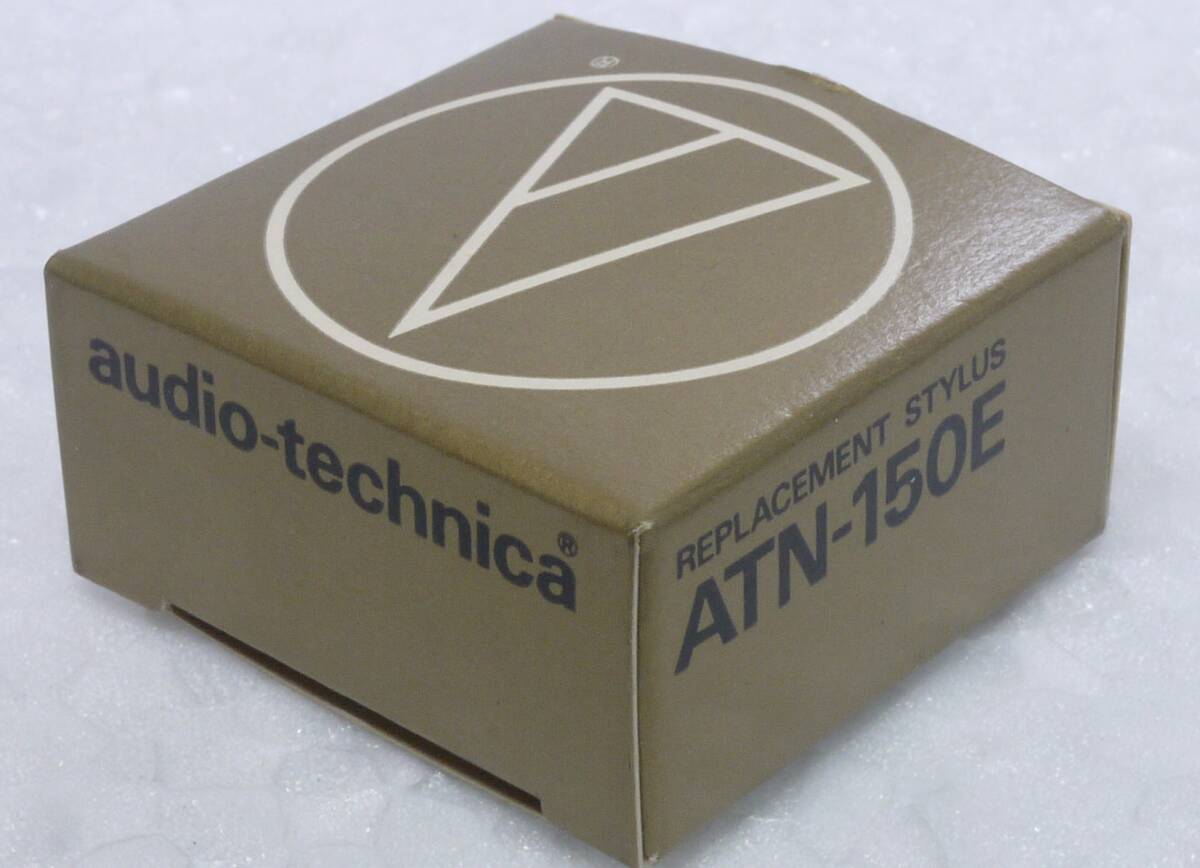 ®
audio-technica®
REPLACEMENT STYLUS
ATN-150E